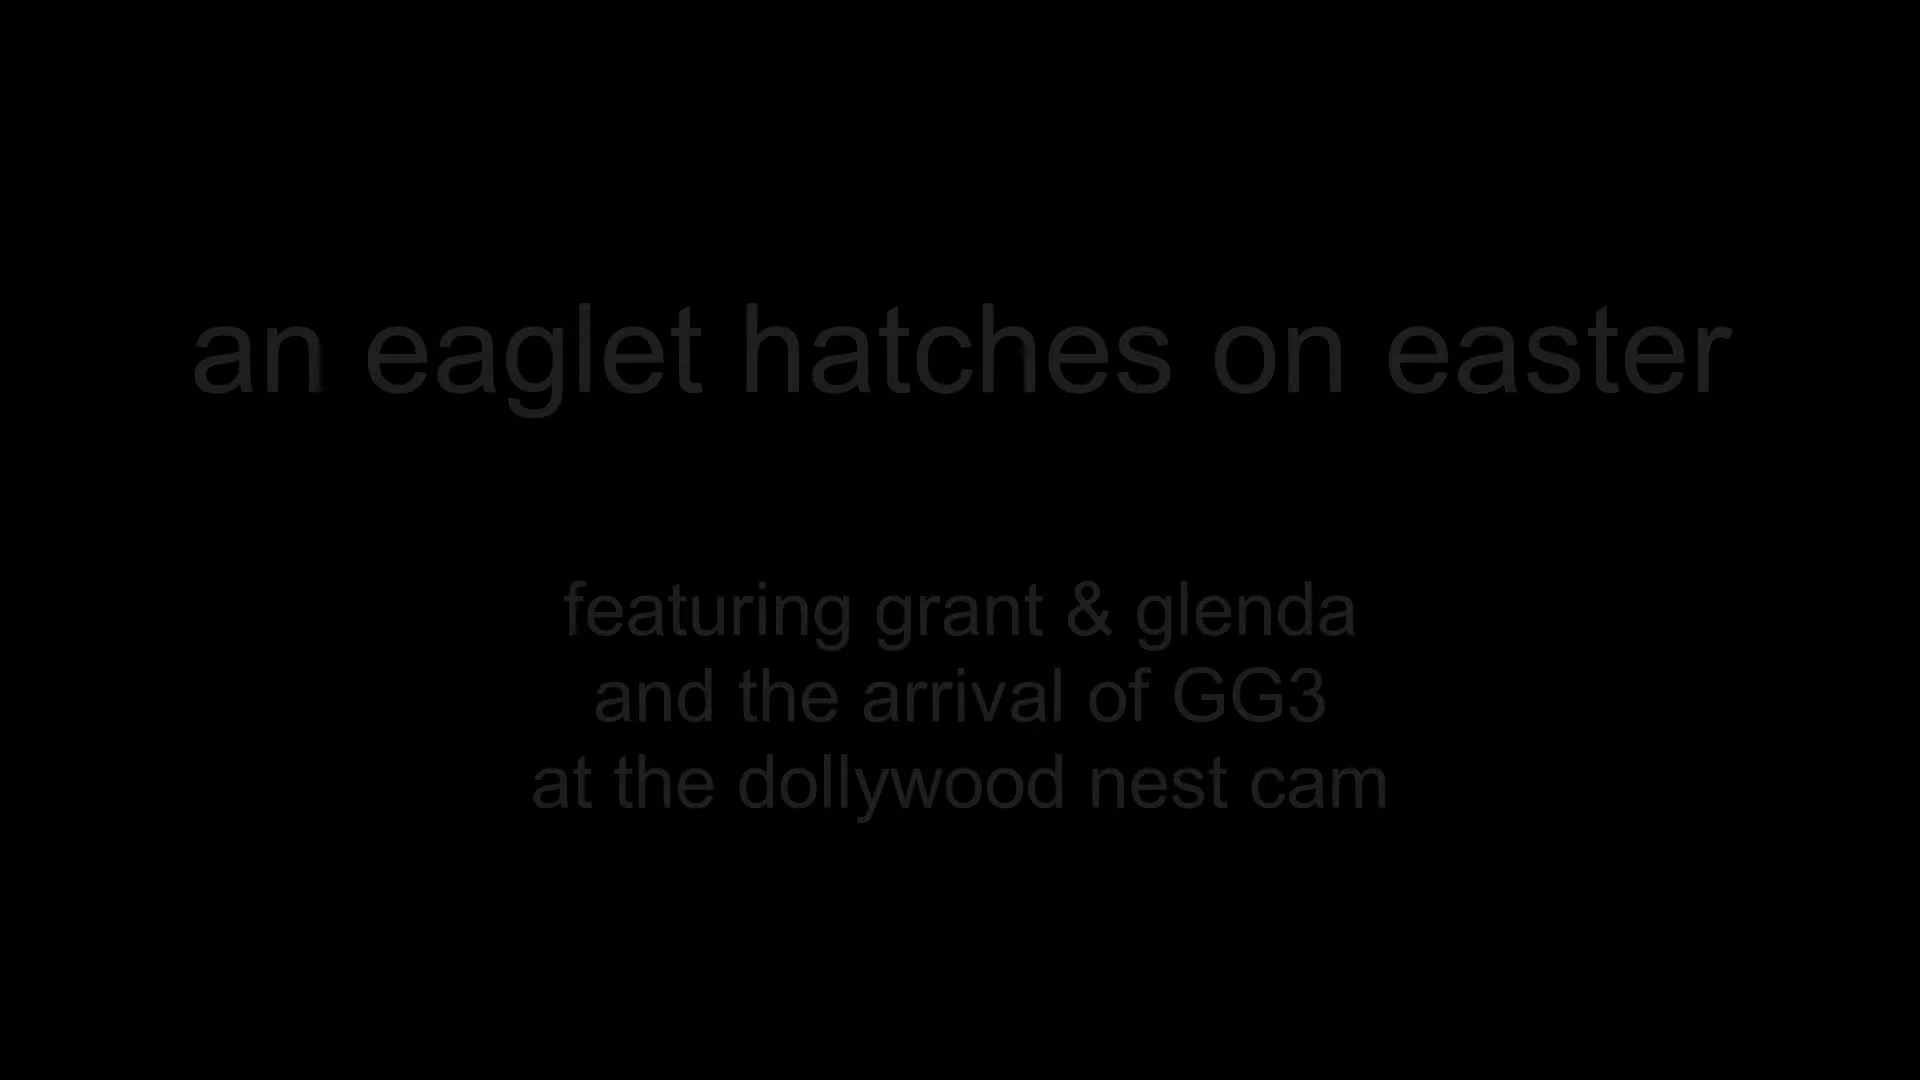 an eaglet hatches on easter
featuring grant & glenda
and the arrival of GG3
at the dollywood nest cam